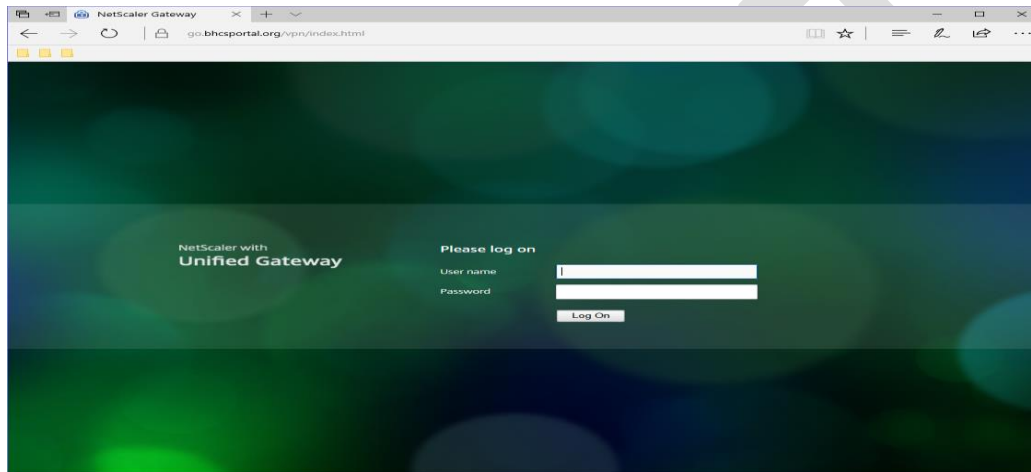 NetScaler Gateway
go.bhcsportal.org/vpn/index.html
NetScaler with
Unified Gateway
Please log on
User name
Password
Log On